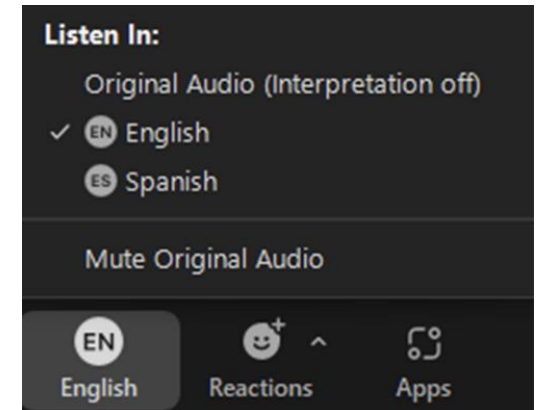 Listen In:
Original Audio (Interpretation off)
EN English
ES Spanish
Mute Original Audio
EN
English Reactions Apps